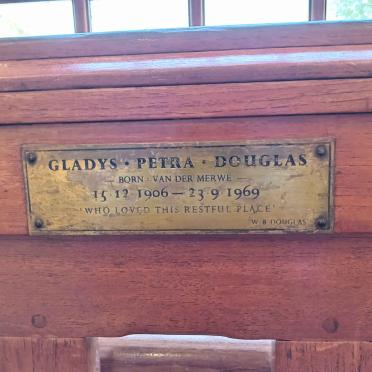 GLADYS · PETRA · DOUGLAS
— BORN · VAN DER MERWE —
15 12 1906 — 23 9 1969
'WHO LOVED THIS RESTFUL PLACE'
W. B. DOUGLAS